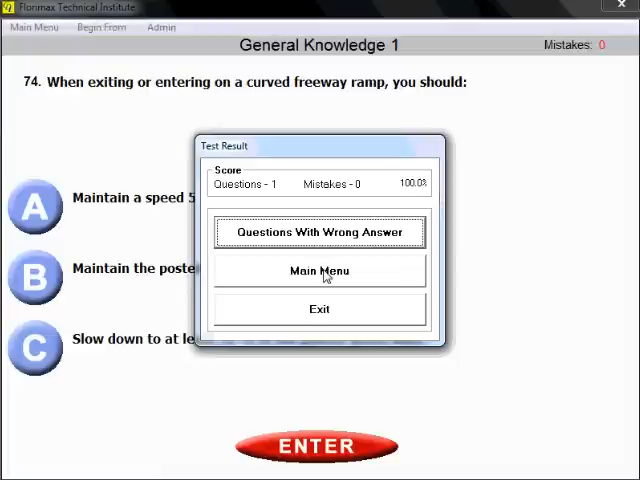 Florimax Technical Institute
Main Menu Begin From Admin
General Knowledge 1 Mistakes: 0
74. When exiting or entering on a curved freeway ramp, you should:
Test Result
Score
Questions - 1 Mistakes - 0 100.0%
A Maintain a speed 5
Questions With Wrong Answer
B Maintain the poste
Main Menu
Exit
C Slow down to at le
ENTER